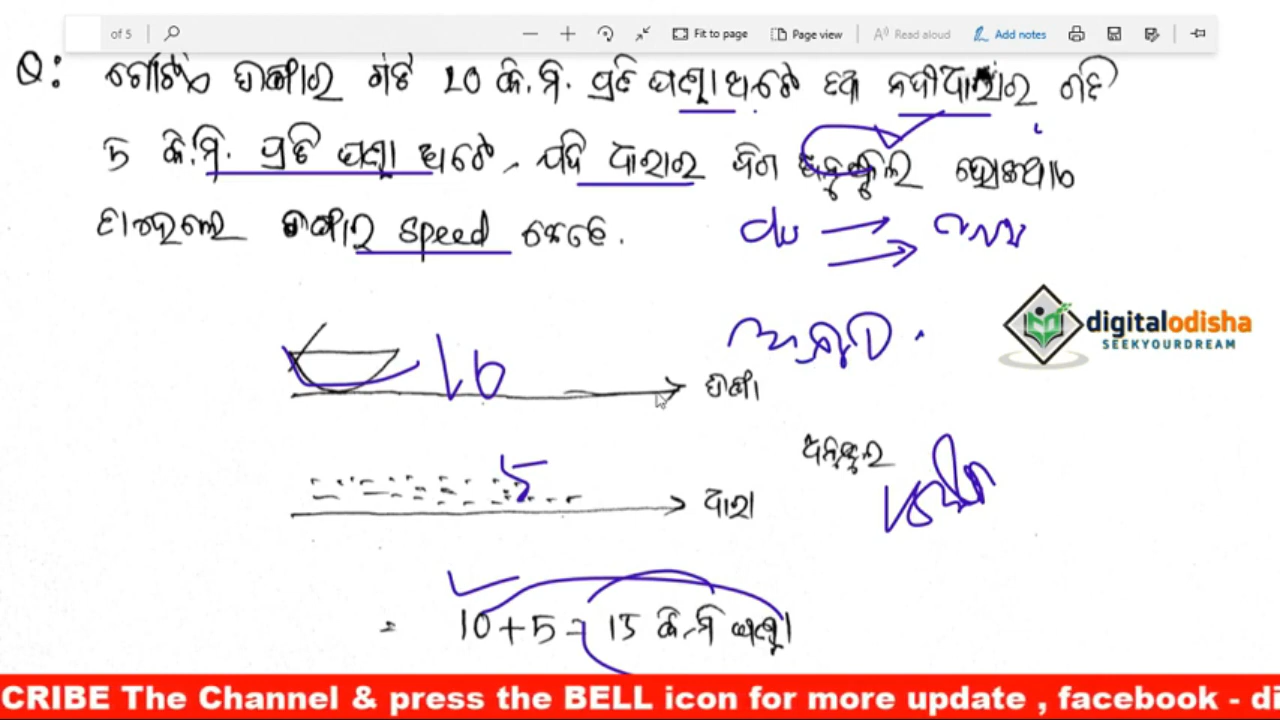 of 5 Fit to page Page view Read aloud Add notes
Q: ଗୋଟିଏ ଡଙ୍ଗାର ଗତି 10 କି.ମି. ପ୍ରତି ଘଣ୍ଟା ଅଟେ ଏବଂ ନଦୀଧାରାର ଗତି
5 କି.ମି. ପ୍ରତି ଘଣ୍ଟା ଅଟେ, ଯଦି ଧାରାର ଦିଗ ଅନୁକୂଳ
ତାହେଲେ ଡଙ୍ଗାର speed କେତେ.
digitalodisha
SEEKYOURDREAM
10
ଡଙ୍ଗା
ଅନୁକୂଳ
5
ଧାରା
= 10+5 = 15 କି.ମି ଘଣ୍ଟା
CRIBE The Channel & press the BELL icon for more update , facebook - di